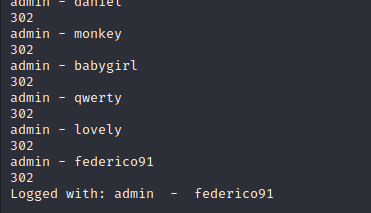 admin - daniel
302
admin - monkey
302
admin - babygirl
302
admin - qwerty
302
admin - lovely
302
admin - federico91
302
Logged with: admin  -  federico91